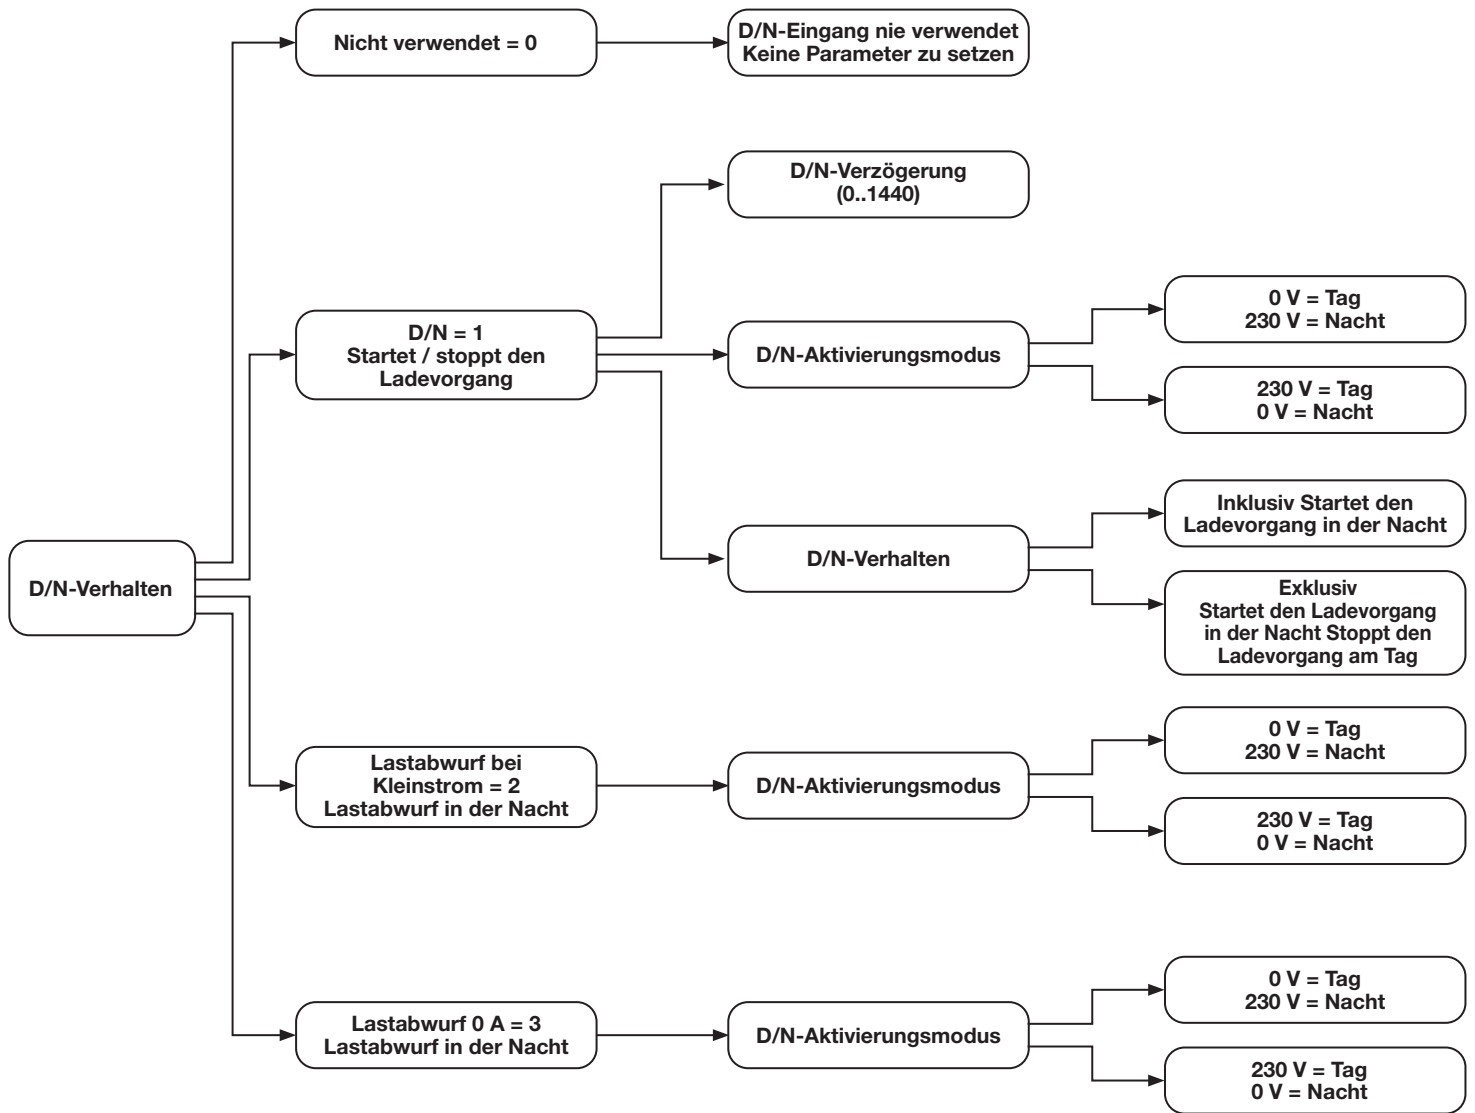 Nicht verwendet = 0
D/N-Eingang nie verwendet
Keine Parameter zu setzen
D/N-Verzögerung
(0..1440)
D/N = 1
Startet / stoppt den
Ladevorgang
D/N-Aktivierungsmodus
0 V = Tag
230 V = Nacht
230 V = Tag
0 V = Nacht
D/N-Verhalten
D/N-Verhalten
Inklusiv Startet den
Ladevorgang in der Nacht
Exklusiv
Startet den Ladevorgang
in der Nacht Stoppt den
Ladevorgang am Tag
Lastabwurf bei
Kleinstrom = 2
Lastabwurf in der Nacht
D/N-Aktivierungsmodus
0 V = Tag
230 V = Nacht
230 V = Tag
0 V = Nacht
Lastabwurf 0 A = 3
Lastabwurf in der Nacht
D/N-Aktivierungsmodus
0 V = Tag
230 V = Nacht
230 V = Tag
0 V = Nacht